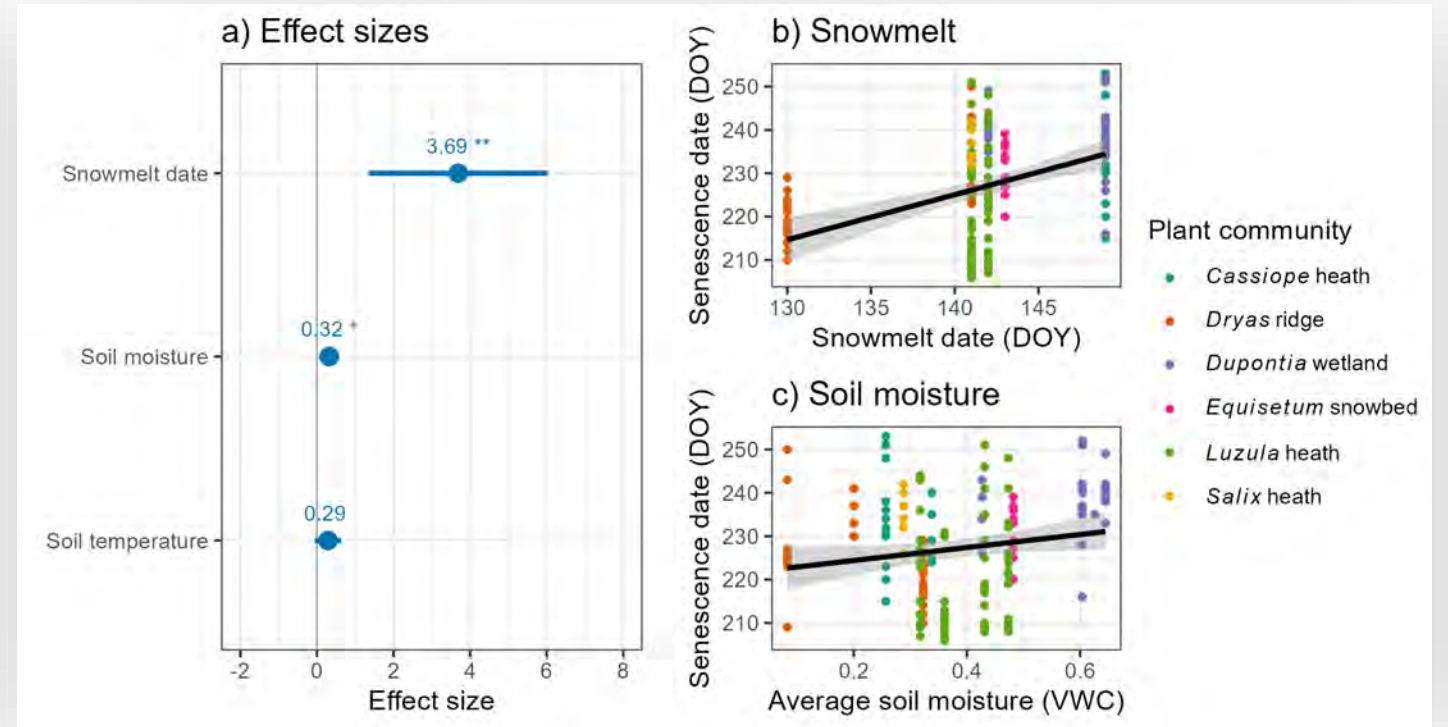 a) Effect sizes
3.69 **
Snowmelt date
0.32 *
Soil moisture
0.29
Soil temperature
-2 0 2 4 6 8
Effect size
b) Snowmelt
Senescence date (DOY)
250
240
230
220
210
130 135 140 145
Snowmelt date (DOY)
c) Soil moisture
Senescence date (DOY)
250
240
230
220
210
0.2 0.4 0.6
Average soil moisture (VWC)
Plant community
Cassiope heath
Dryas ridge
Dupontia wetland
Equisetum snowbed
Luzula heath
Salix heath